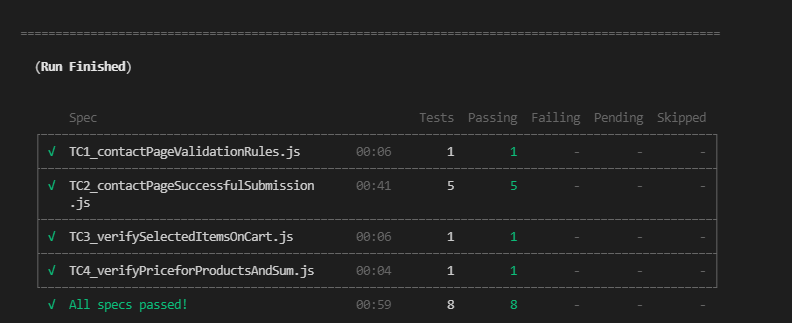 ====================================================================================================
(Run Finished)
Spec Tests Passing Failing Pending Skipped
√ TC1_contactPageValidationRules.js 00:06 1 1 - - -
√ TC2_contactPageSuccessfulSubmission 00:41 5 5 - - -
.js
√ TC3_verifySelectedItemsOnCart.js 00:06 1 1 - - -
√ TC4_verifyPriceforProductsAndSum.js 00:04 1 1 - - -
√ All specs passed! 00:59 8 8 - - -